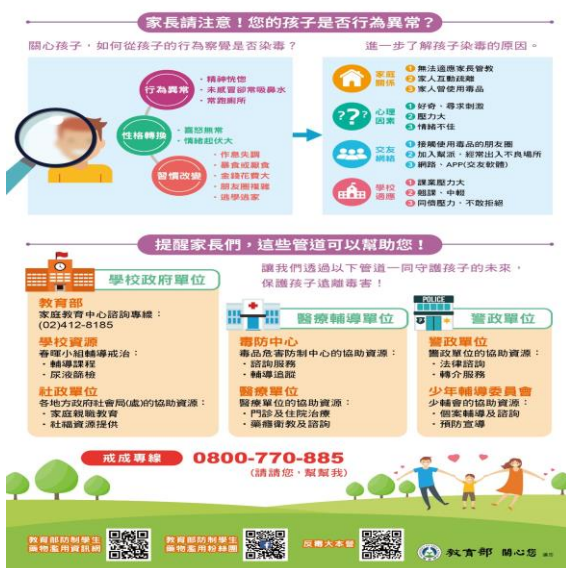 家長請注意！您的孩子是否行為異常？
關心孩子，如何從孩子的行為察覺是否染毒？
行為異常
・精神恍惚
・未感冒卻常吸鼻水
・常跑廁所
性格轉換
・喜怒無常
・情緒起伏大
習慣改變
・作息失調
・暴食或厭食
・金錢花費大
・朋友圈複雜
・逃學逃家
進一步了解孩子染毒的原因。
家庭關係
1 無法適應家長管教
2 家人互動疏離
3 家人曾使用毒品
???
心理因素
1 好奇、尋求刺激
2 壓力大
3 情緒不佳
交友網絡
1 接觸使用毒品的朋友圈
2 加入幫派、經常出入不良場所
3 網路、APP(交友軟體)
學校適應
1 課業壓力大
2 翹課、中輟
3 同儕壓力、不敢拒絕
提醒家長們，這些管道可以幫助您！
讓我們透過以下管道一同守護孩子的未來，
保護孩子遠離毒害！
學校政府單位
教育部
家庭教育中心諮詢專線：
(02)412-8185
學校資源
春暉小組輔導戒治：
・輔導課程
・尿液篩檢
社政單位
各地方政府社會局(處)的協助資源：
・家庭親職教育
・社福資源提供
醫療輔導單位
毒防中心
毒品危害防制中心的協助資源：
・諮詢服務
・輔導追蹤
醫療單位
醫療單位的協助資源：
・門診及住院治療
・藥癮衛教及諮詢
POLICE
警政單位
警政單位
警政單位的協助資源：
・法律諮詢
・轉介服務
少年輔導委員會
少輔會的協助資源：
・個案輔導及諮詢
・預防宣導
戒成專線
0800-770-885
(請請您，幫幫我)
教育部防制學生
藥物濫用資訊網
教育部防制學生
藥物濫用粉絲團
反毒大本營
教育部 關心您